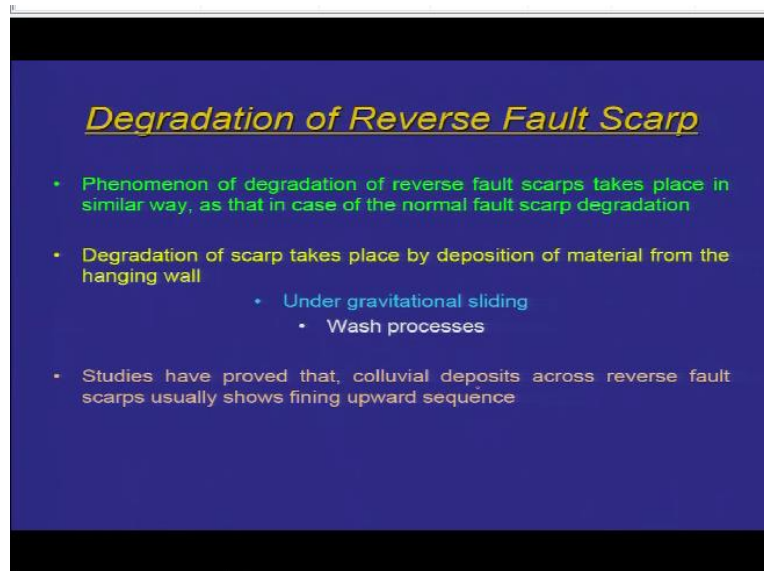 Degradation of Reverse Fault Scarp
• Phenomenon of degradation of reverse fault scarps takes place in
similar way, as that in case of the normal fault scarp degradation
• Degradation of scarp takes place by deposition of material from the
hanging wall
• Under gravitational sliding
• Wash processes
• Studies have proved that, colluvial deposits across reverse fault
scarps usually shows fining upward sequence